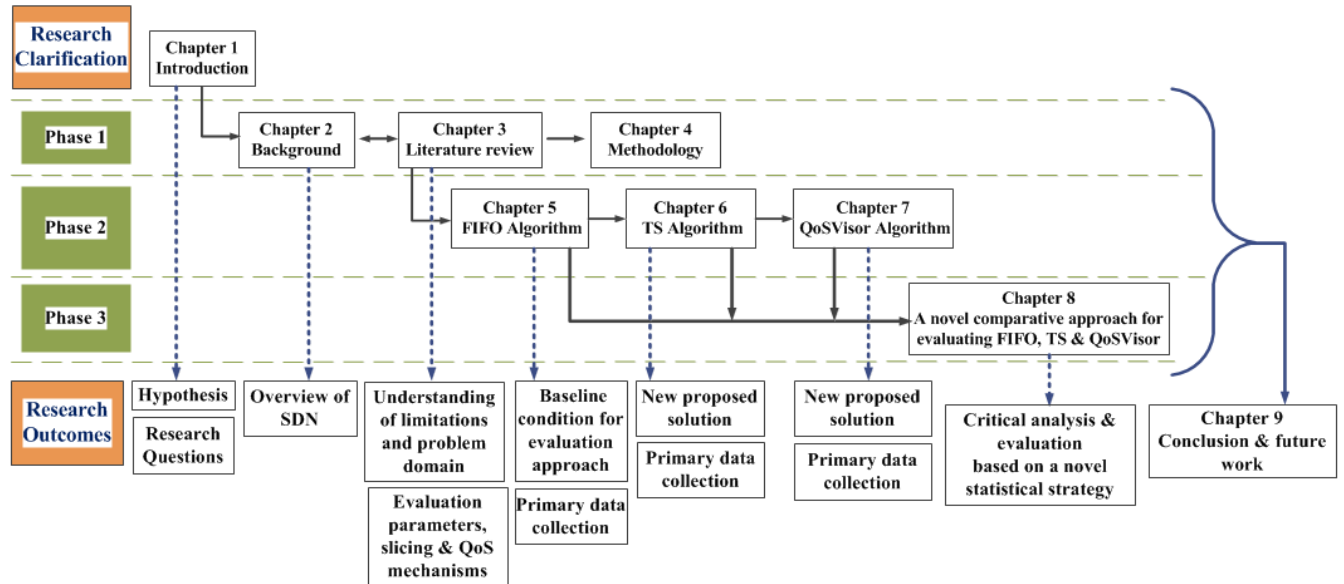 Research
Clarification
Chapter 1
Introduction
Phase 1
Chapter 2
Background
Chapter 3
Literature review
Chapter 4
Methodology
Phase 2
Chapter 5
FIFO Algorithm
Chapter 6
TS Algorithm
Chapter 7
QoSVisor Algorithm
Phase 3
Chapter 8
A novel comparative approach for
evaluating FIFO, TS & QoSVisor
Research
Outcomes
Hypothesis
Research
Questions
Overview of
SDN
Understanding
of limitations
and problem
domain
Evaluation
parameters,
slicing & QoS
mechanisms
Baseline
condition for
evaluation
approach
Primary data
collection
New proposed
solution
Primary data
collection
New proposed
solution
Primary data
collection
Critical analysis &
evaluation
based on a novel
statistical strategy
Chapter 9
Conclusion & future
work